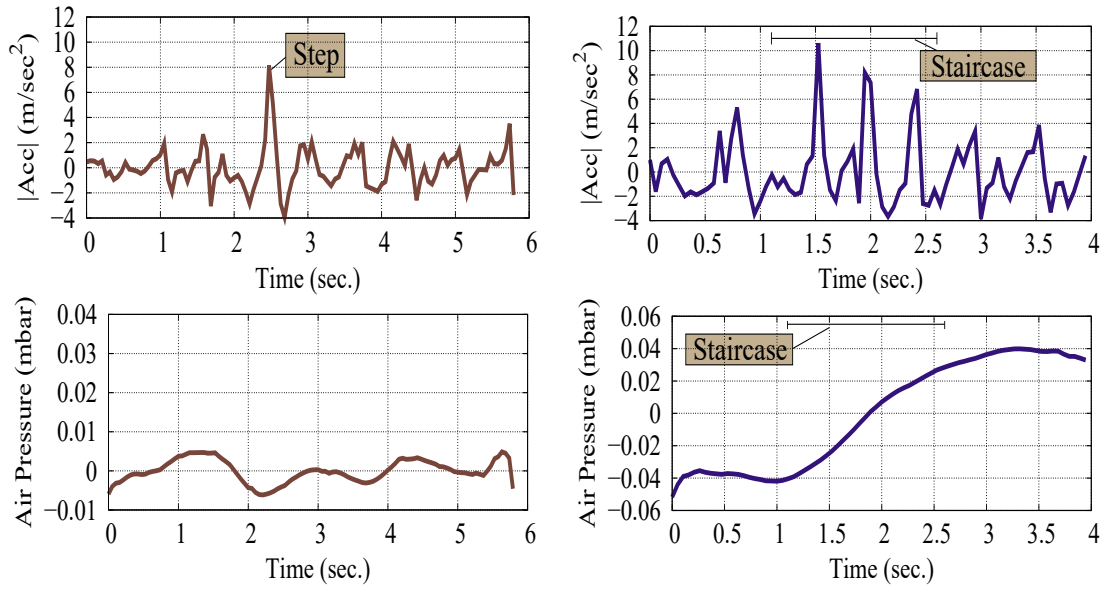 12
10
8
6
4
2
0
−2
−4
|Acc| (m/sec²)
Step
0 1 2 3 4 5 6
Time (sec.)
12
10
8
6
4
2
0
−2
−4
|Acc| (m/sec²)
Staircase
0 0.5 1 1.5 2 2.5 3 3.5 4
Time (sec.)
0.04
0.03
0.02
0.01
0
−0.01
Air Pressure (mbar)
0 1 2 3 4 5 6
Time (sec.)
0.06
0.04
0.02
0
−0.02
−0.04
−0.06
Air Pressure (mbar)
Staircase
0 0.5 1 1.5 2 2.5 3 3.5 4
Time (sec.)